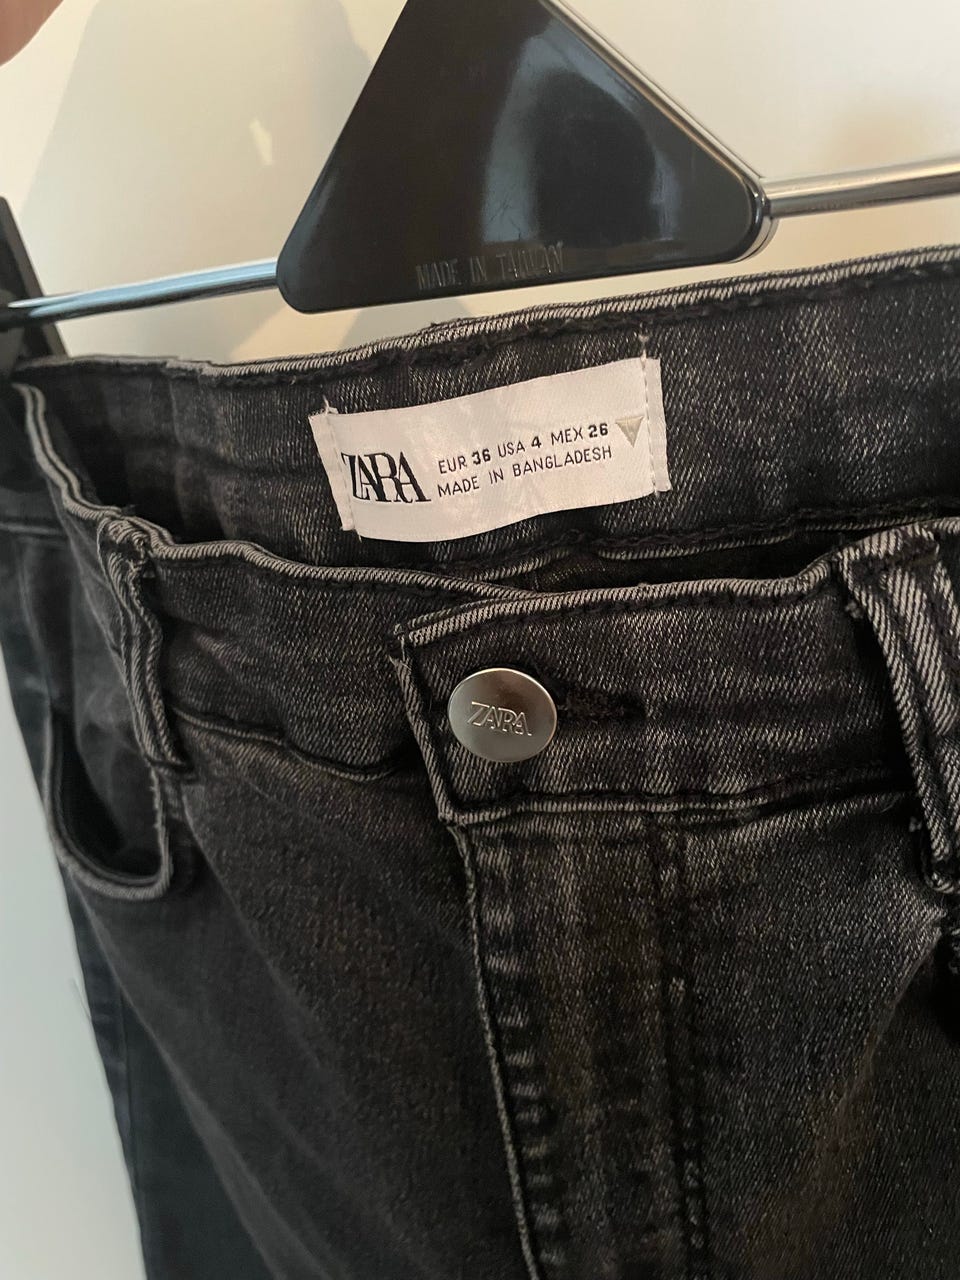 MADE IN TAIWAN
ZARA
EUR 36 USA 4 MEX 26
MADE IN BANGLADESH
ZARA